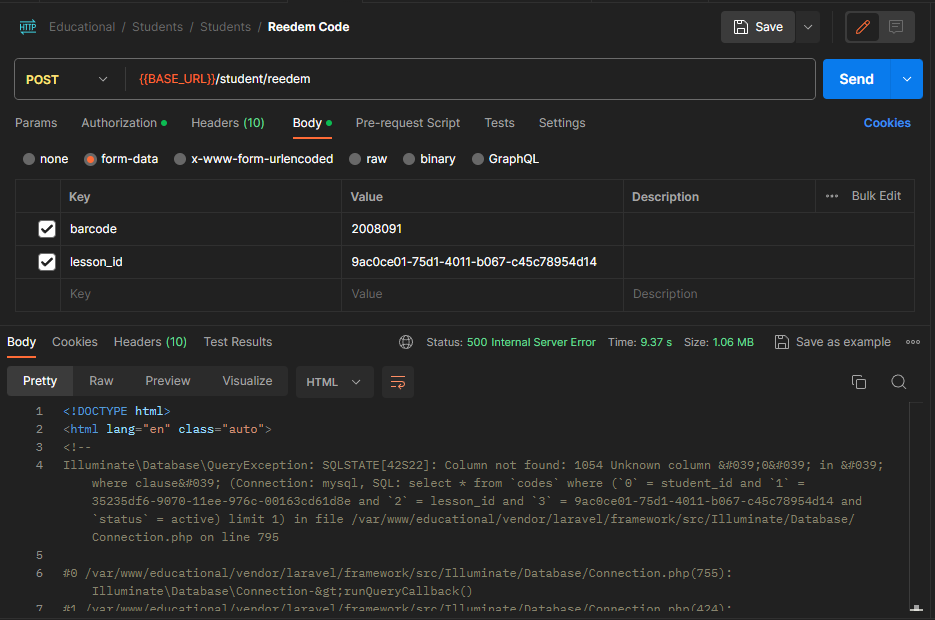 HTTP Educational / Students / Students / Reedem Code Save
POST {{BASE_URL}}/student/reedem Send
Params Authorization Headers (10) Body Pre-request Script Tests Settings Cookies
none form-data x-www-form-urlencoded raw binary GraphQL
Key Value Description ••• Bulk Edit
barcode 2008091
lesson_id 9ac0ce01-75d1-4011-b067-c45c78954d14
Key Value Description
Body Cookies Headers (10) Test Results Status: 500 Internal Server Error Time: 9.37 s Size: 1.06 MB Save as example
Pretty Raw Preview Visualize HTML
1 <!DOCTYPE html>
2 <html lang="en" class="auto">
3 <!--
4 Illuminate\Database\QueryException: SQLSTATE[42S22]: Column not found: 1054 Unknown column &#039;0&#039; in &#039;
where clause&#039; (Connection: mysql, SQL: select * from `codes` where (`0` = student_id and `1` =
35235df6-9070-11ee-976c-00163cd61d8e and `2` = lesson_id and `3` = 9ac0ce01-75d1-4011-b067-c45c78954d14 and
`status` = active) limit 1) in file /var/www/educational/vendor/laravel/framework/src/Illuminate/Database/
Connection.php on line 795
5
6 #0 /var/www/educational/vendor/laravel/framework/src/Illuminate/Database/Connection.php(755):
Illuminate\Database\Connection-&gt;runQueryCallback()
7 #1 /var/www/educational/vendor/laravel/framework/src/Illuminate/Database/Connection.php(424):